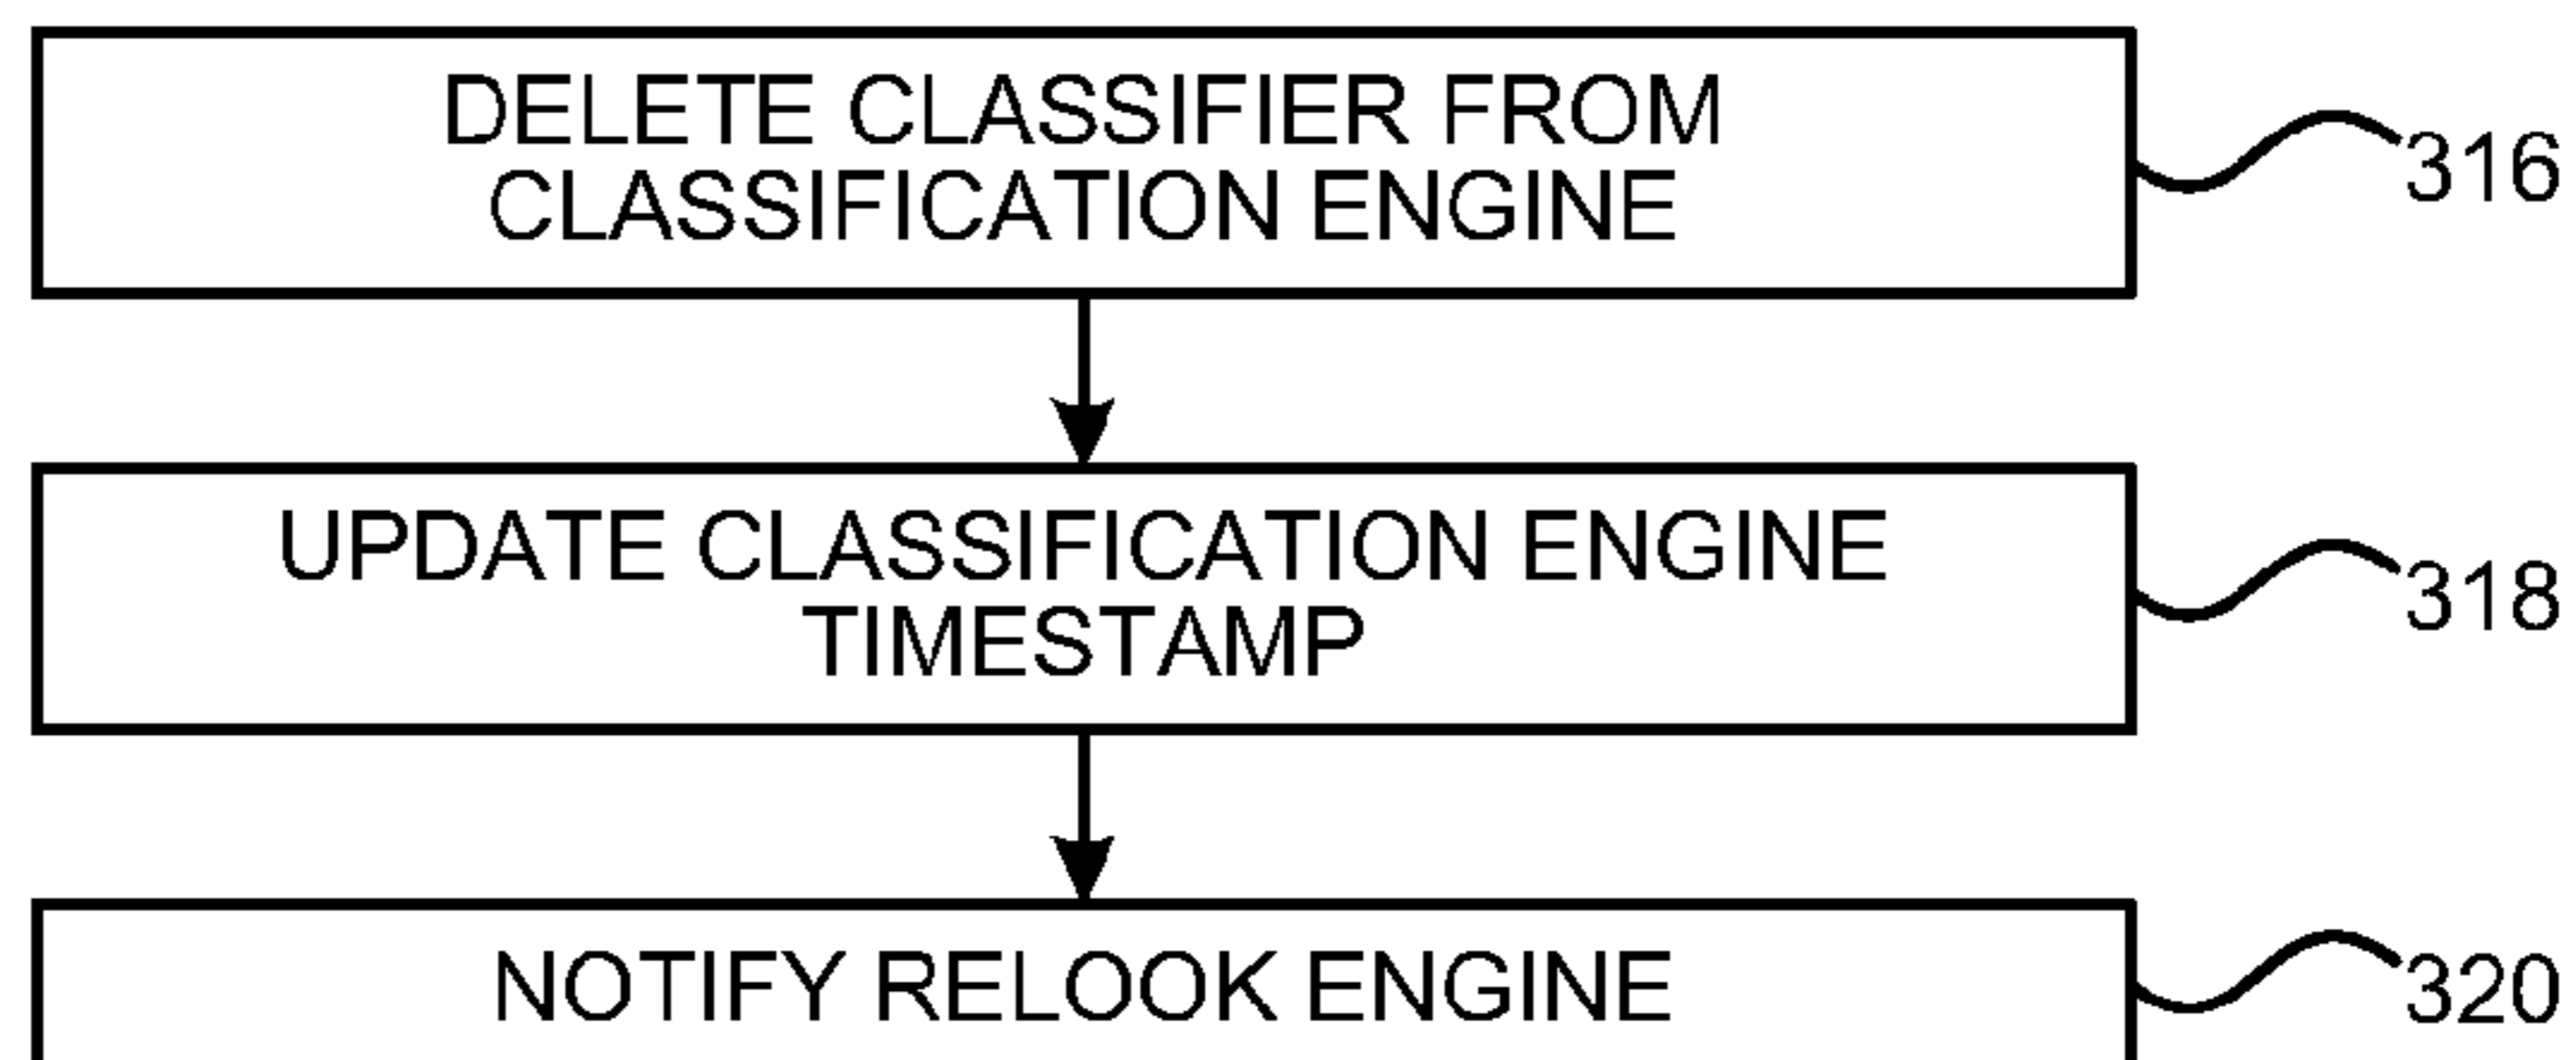 DELETE CLASSIFIER FROM
CLASSIFICATION ENGINE
316
UPDATE CLASSIFICATION ENGINE
TIMESTAMP
318
NOTIFY RELOOK ENGINE
320